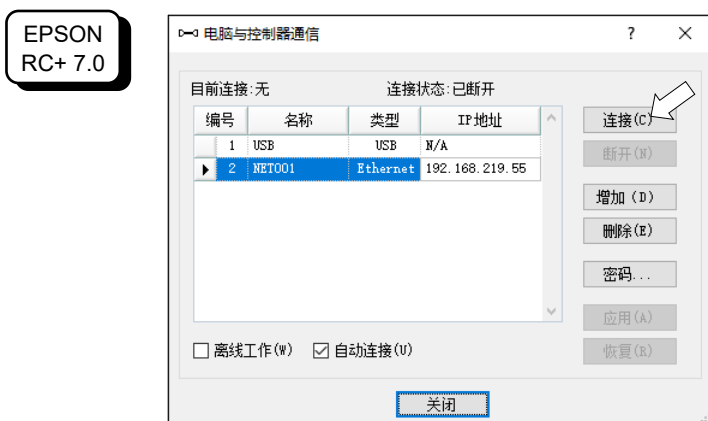 EPSON
RC+ 7.0
电脑与控制器通信
?
目前连接:无
连接状态:已断开
编号 名称 类型 IP地址
1 USB USB N/A
2 NET001 Ethernet 192.168.219.55
连接(C)
断开(N)
增加 (D)
删除(E)
密码...
应用(A)
恢复(R)
离线工作(W)
自动连接(U)
关闭